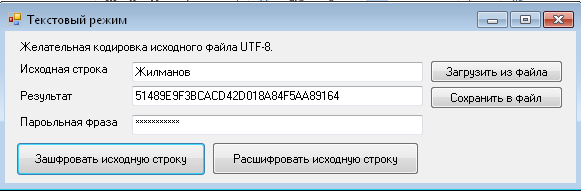 Текстовый режим
Желательная кодировка исходного файла UTF-8.
Исходная строка Жилманов Загрузить из файла
Результат 51489E9F3BCACD42D018A84F5AA89164 Сохранить в файл
Пароьльная фраза ***********
Зашфровать исходную строку Расшифровать исходную строку